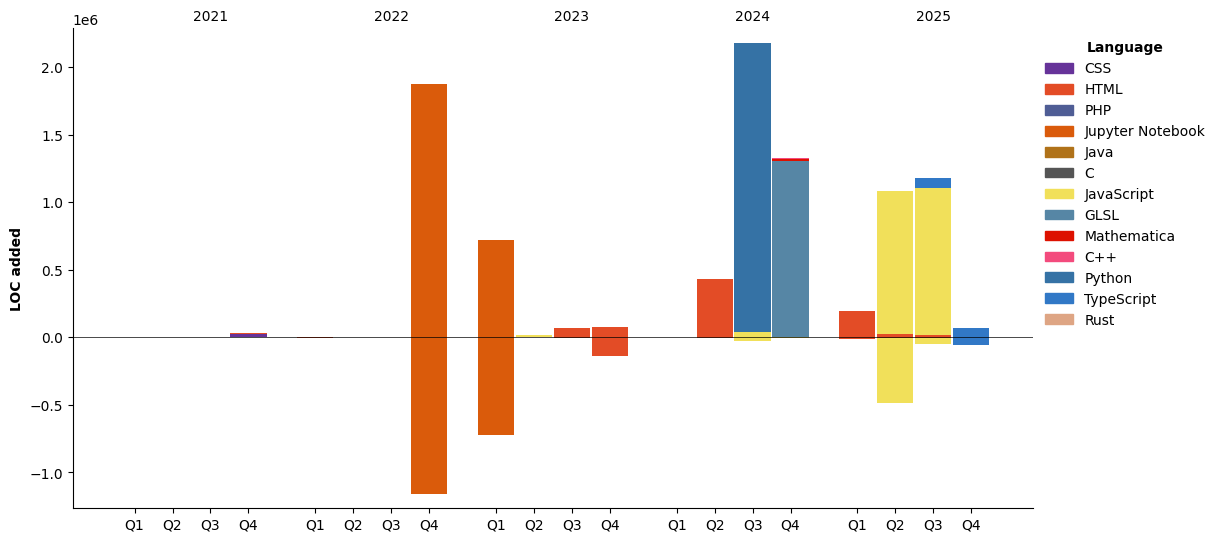 2021 2022 2023 2024 2025
1e6
LOC added
2.0
1.5
1.0
0.5
0.0
−0.5
−1.0
Q1 Q2 Q3 Q4 Q1 Q2 Q3 Q4 Q1 Q2 Q3 Q4 Q1 Q2 Q3 Q4 Q1 Q2 Q3 Q4
Language
CSS
HTML
PHP
Jupyter Notebook
Java
C
JavaScript
GLSL
Mathematica
C++
Python
TypeScript
Rust